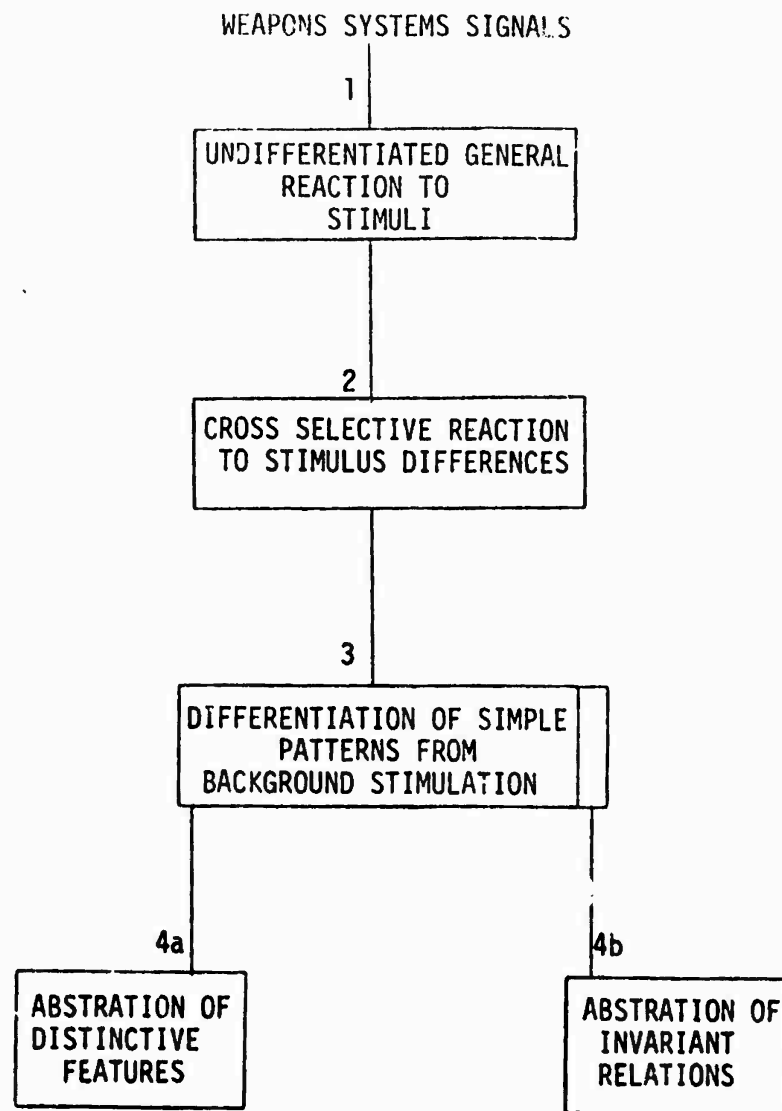 WEAPONS SYSTEMS SIGNALS
1
UNDIFFERENTIATED GENERAL
REACTION TO
STIMULI
2
CROSS SELECTIVE REACTION
TO STIMULUS DIFFERENCES
3
DIFFERENTIATION OF SIMPLE
PATTERNS FROM
BACKGROUND STIMULATION
4a
4b
ABSTRATION OF
DISTINCTIVE
FEATURES
ABSTRATION OF
INVARIANT
RELATIONS